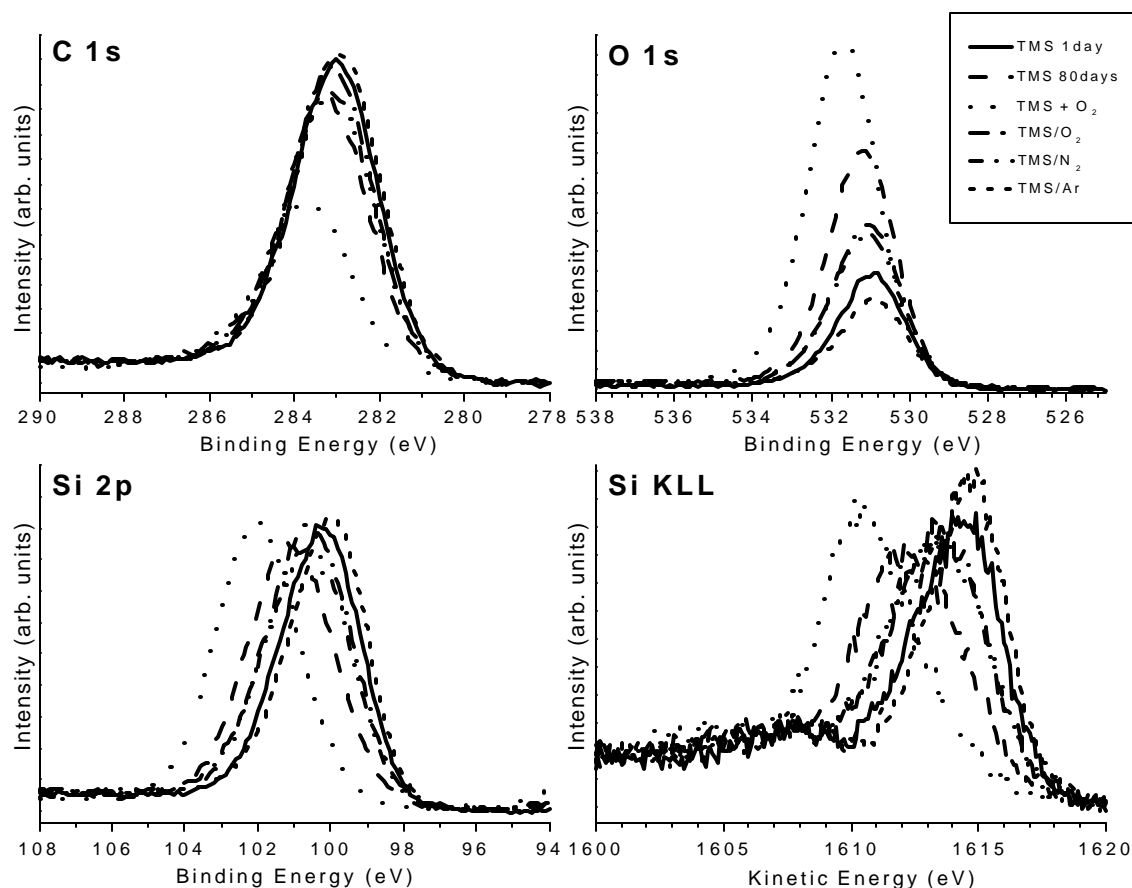 C 1s
Intensity (arb. units)
290 288 286 284 282 280 278
Binding Energy (eV)
O 1s
Intensity (arb. units)
538 536 534 532 530 528 526
Binding Energy (eV)
TMS 1day
TMS 80days
TMS + O₂
TMS/O₂
TMS/N₂
TMS/Ar
Si 2p
Intensity (arb. units)
108 106 104 102 100 98 96 94
Binding Energy (eV)
Si KLL
Intensity (arb. units)
1600 1605 1610 1615 1620
Kinetic Energy (eV)